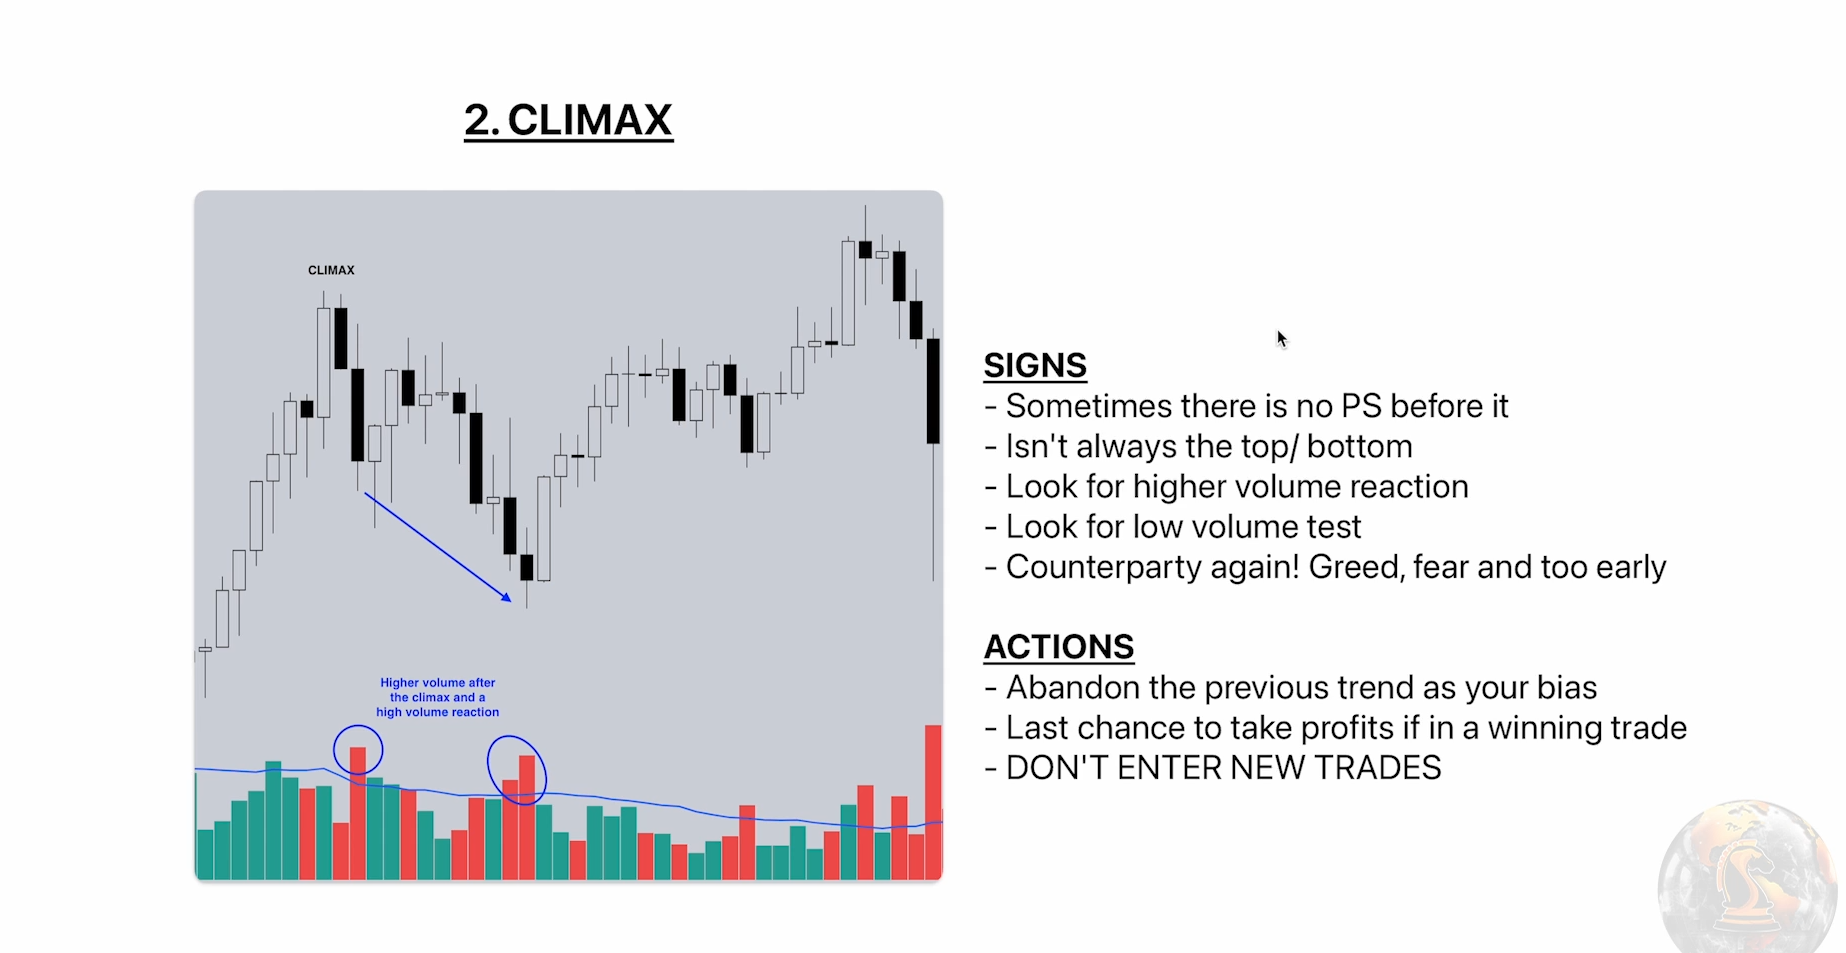 2. CLIMAX
CLIMAX
Higher volume after
the climax and a
high volume reaction
SIGNS
- Sometimes there is no PS before it
- Isn't always the top/ bottom
- Look for higher volume reaction
- Look for low volume test
- Counterparty again! Greed, fear and too early
ACTIONS
- Abandon the previous trend as your bias
- Last chance to take profits if in a winning trade
- DON'T ENTER NEW TRADES